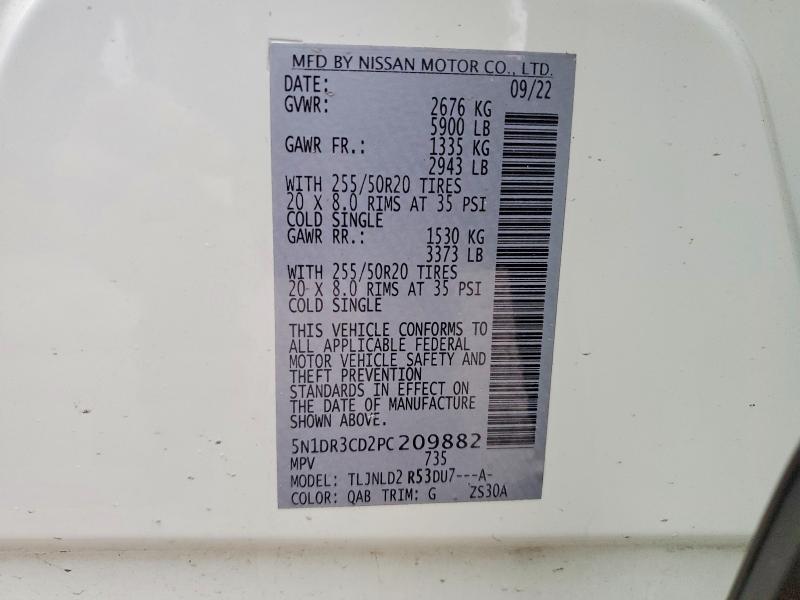 MFD BY NISSAN MOTOR CO., LTD.
DATE: 09/22
GVWR: 2676 KG
5900 LB
GAWR FR.: 1335 KG
2943 LB
WITH 255/50R20 TIRES
20 X 8.0 RIMS AT 35 PSI
COLD SINGLE
GAWR RR.: 1530 KG
3373 LB
WITH 255/50R20 TIRES
20 X 8.0 RIMS AT 35 PSI
COLD SINGLE
THIS VEHICLE CONFORMS TO
ALL APPLICABLE FEDERAL
MOTOR VEHICLE SAFETY AND
THEFT PREVENTION
STANDARDS IN EFFECT ON
THE DATE OF MANUFACTURE
SHOWN ABOVE.
5N1DR3CD2PC209882
MPV 735
MODEL: TLJNLD2 R53DU7---A-
COLOR: QAB TRIM: G ZS30A